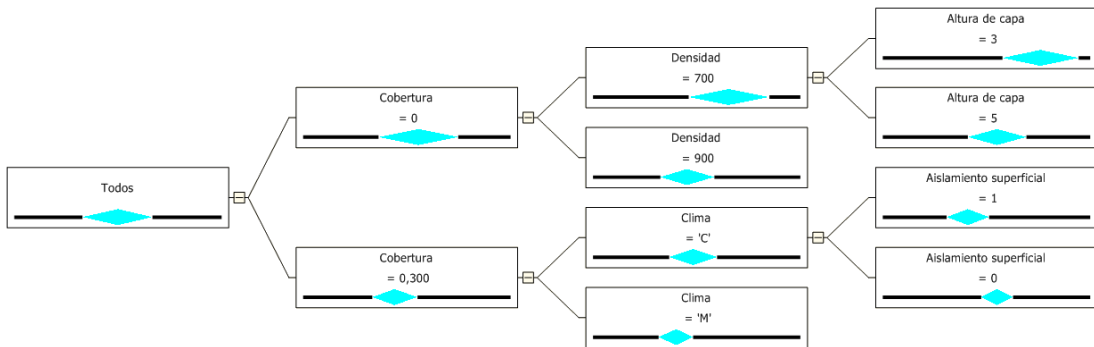 Todos
Cobertura
= 0
Cobertura
= 0,300
Densidad
= 700
Densidad
= 900
Clima
= 'C'
Clima
= 'M'
Altura de capa
= 3
Altura de capa
= 5
Aislamiento superficial
= 1
Aislamiento superficial
= 0